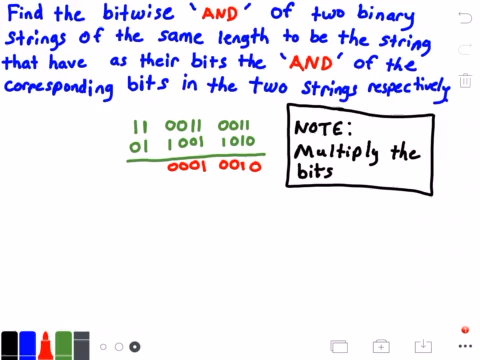 Find the bitwise 'AND' of two binary
strings of the same length to be the string
that have as their bits the 'AND' of the
corresponding bits in the two strings respectively
11 0011 0011
01 1001 1010
0001 0010
NOTE:
Multiply the
bits